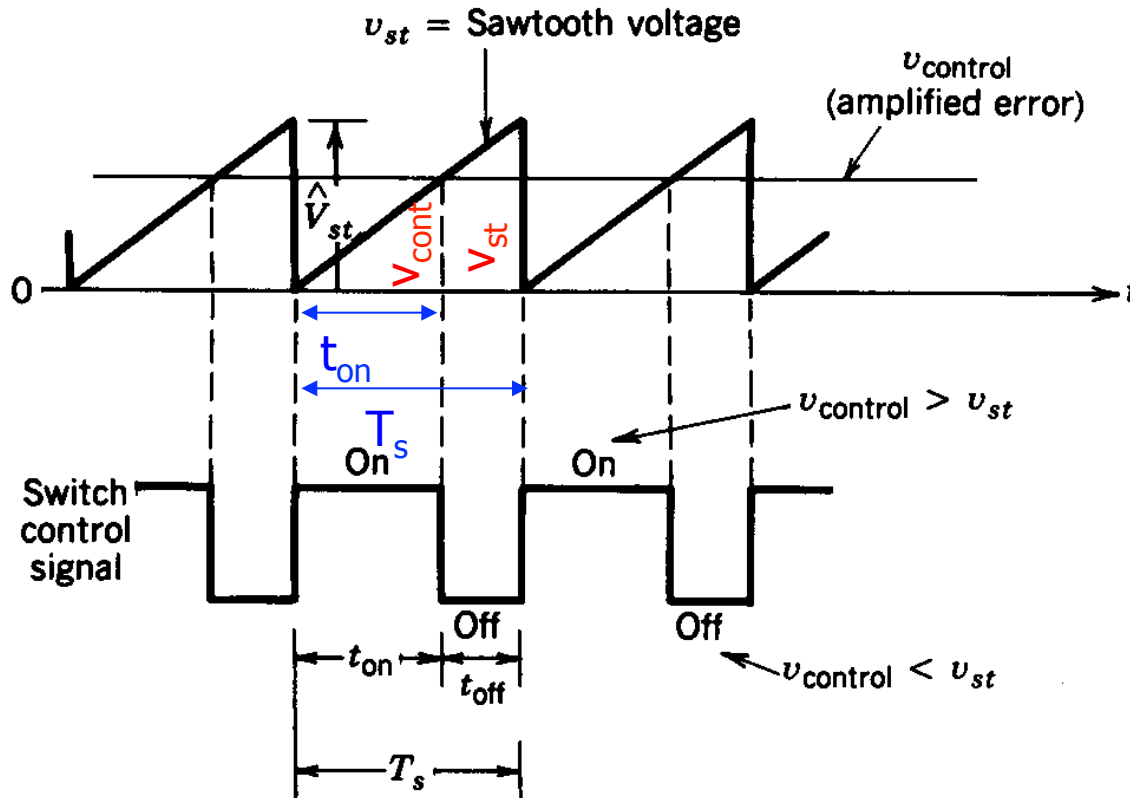 v_st = Sawtooth voltage
v_control
(amplified error)
V̂_st
v_cont
v_st
0
t
t_on
v_control > v_st
T_s
On
On
Switch
control
signal
Off
Off
t_on
t_off
v_control < v_st
T_s